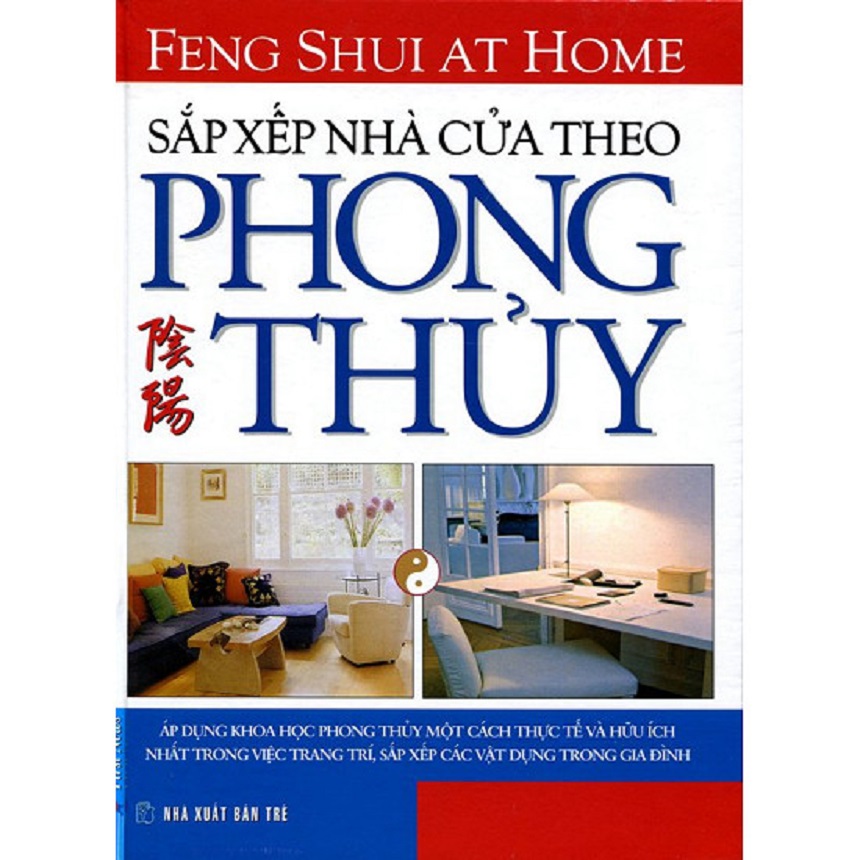 FENG SHUI AT HOME
SẮP XẾP NHÀ CỬA THEO
PHONG
THỦY
陰陽
ÁP DỤNG KHOA HỌC PHONG THỦY MỘT CÁCH THỰC TẾ VÀ HỮU ÍCH
NHẤT TRONG VIỆC TRANG TRÍ, SẮP XẾP CÁC VẬT DỤNG TRONG GIA ĐÌNH
NHÀ XUẤT BẢN TRẺ